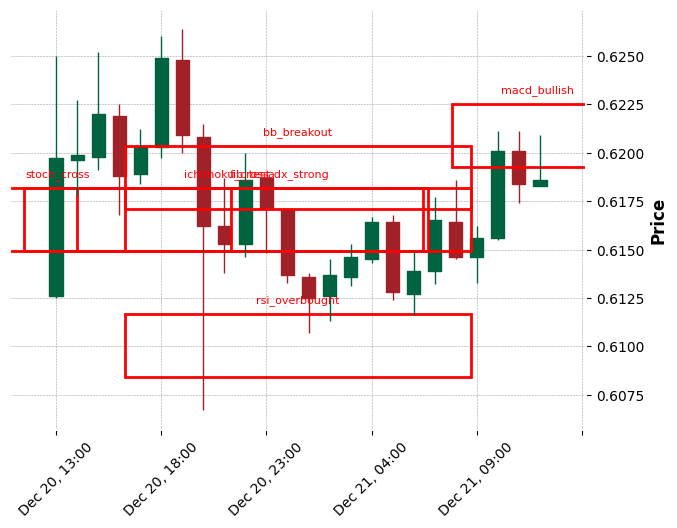 0.6250
macd_bullish
0.6225
bb_breakout
0.6200
stoch_cross
adx_strong
0.6175
Price
0.6150
0.6125
rsi_overbought
0.6100
0.6075
Dec 20, 13:00
Dec 20, 18:00
Dec 20, 23:00
Dec 21, 04:00
Dec 21, 09:00